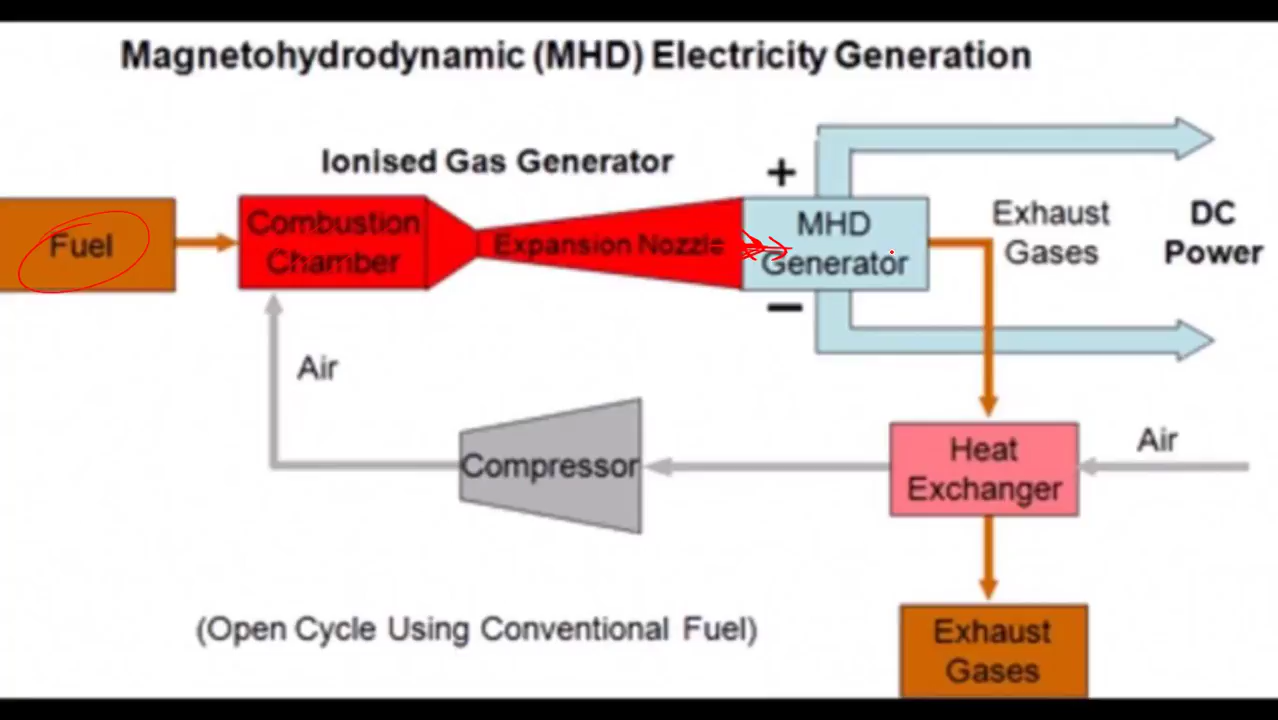 Magnetohydrodynamic (MHD) Electricity Generation
Ionised Gas Generator
+
Fuel
Combustion
Chamber
Expansion Nozzle
MHD
Generator
Exhaust
Gases
DC
Power
−
Air
Compressor
Heat
Exchanger
Air
(Open Cycle Using Conventional Fuel)
Exhaust
Gases